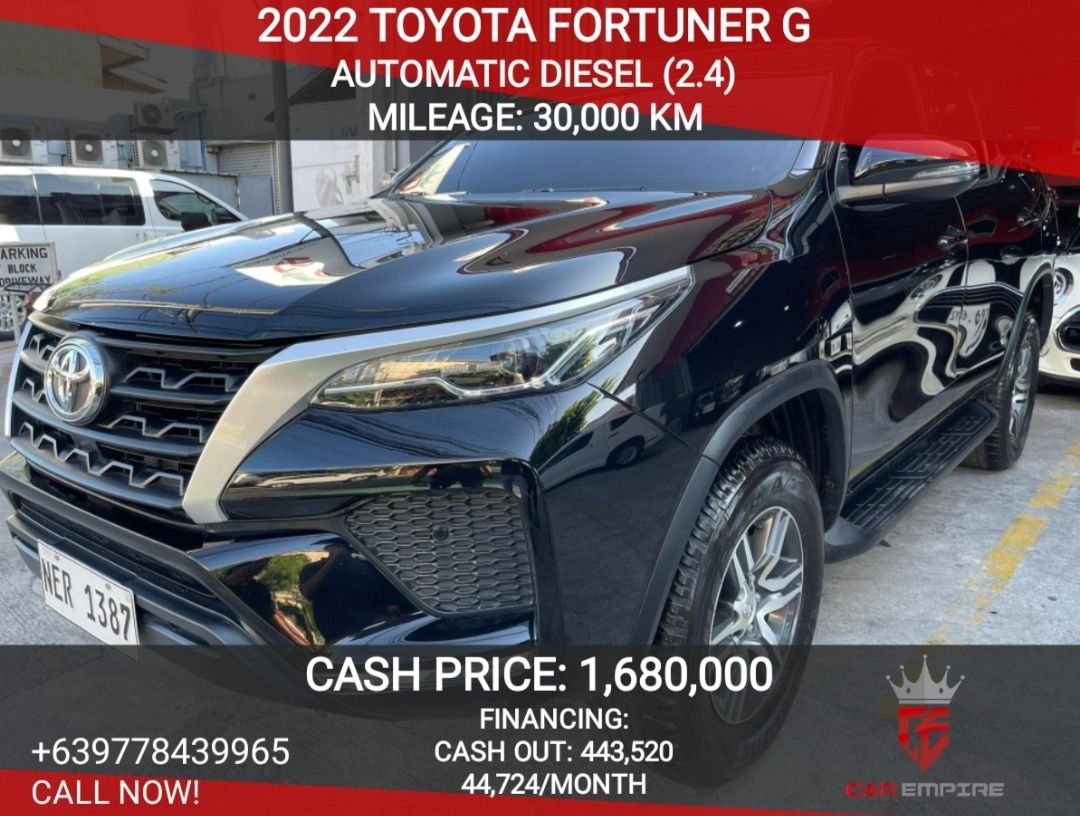 2022 TOYOTA FORTUNER G
AUTOMATIC DIESEL (2.4)
MILEAGE: 30,000 KM
PARKING
BLOCK
DRIVEWAY
NER 1387
CASH PRICE: 1,680,000
FINANCING:
CASH OUT: 443,520
44,724/MONTH
+639778439965
CALL NOW!
CAR EMPIRE